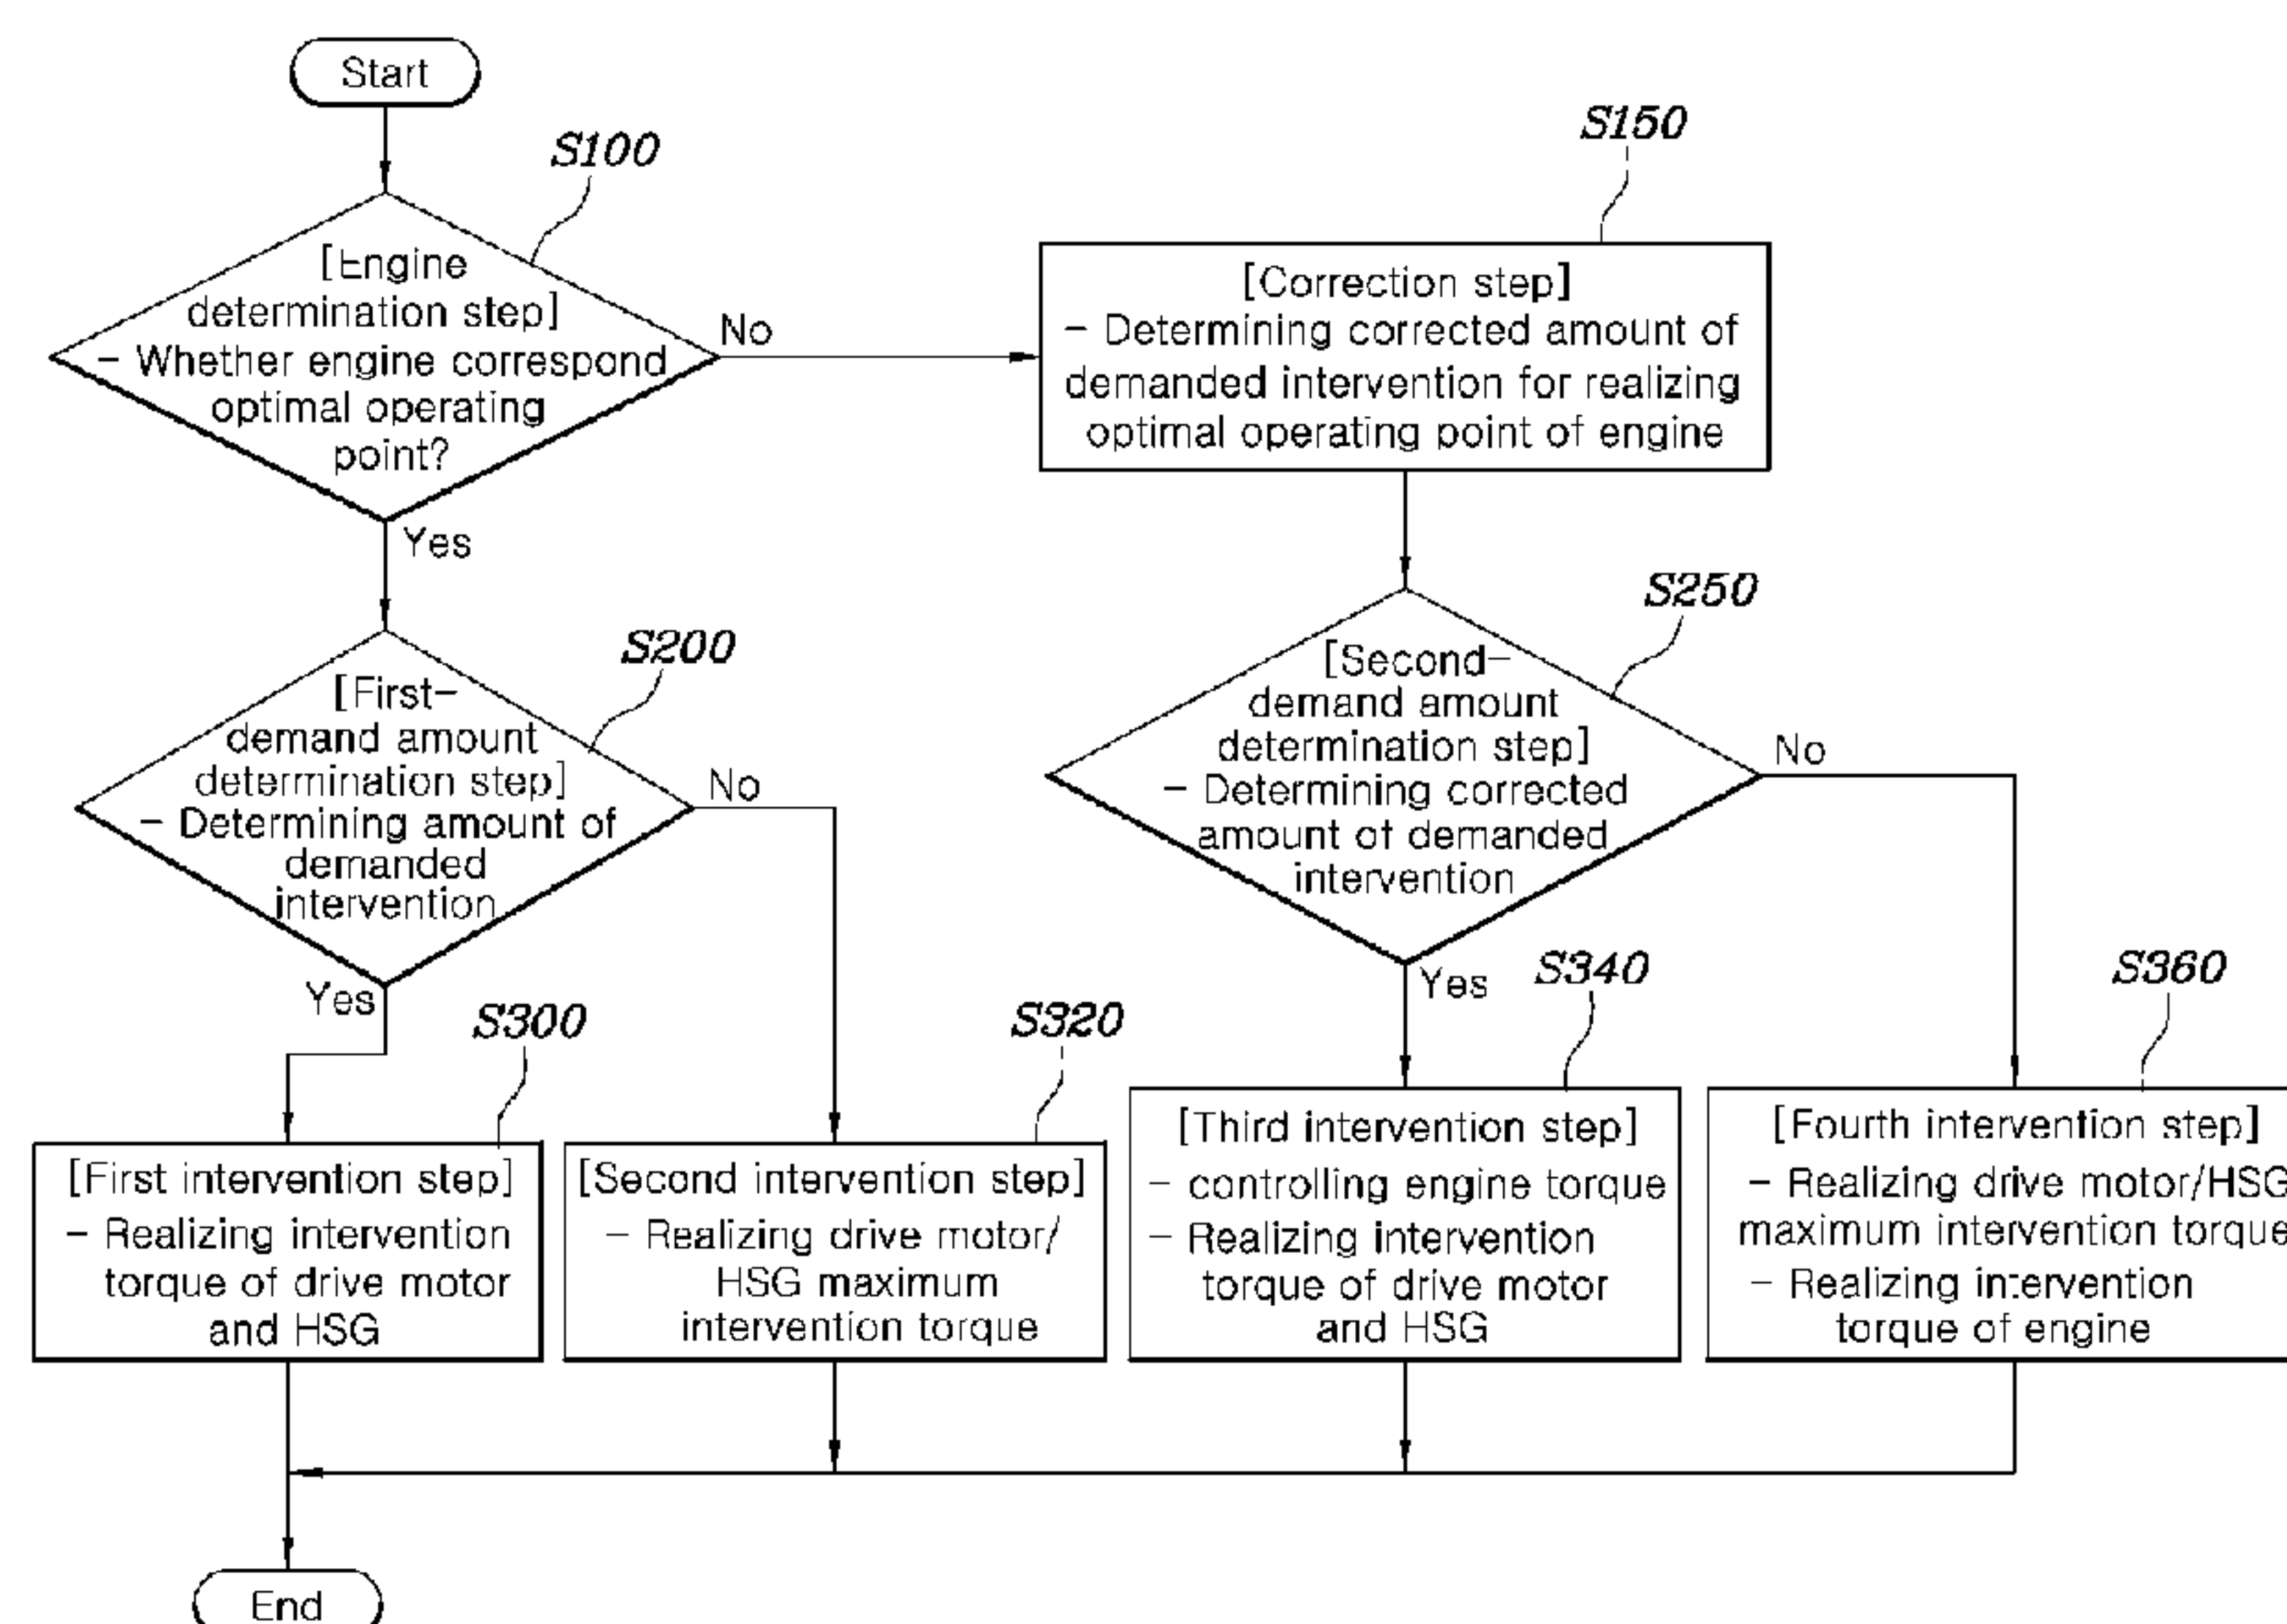 Start
S100
[Engine
determination step]
- Whether engine correspond
optimal operating
point?
No
Yes
S150
[Correction step]
- Determining corrected amount of
demanded intervention for realizing
optimal operating point of engine
S200
[First-
demand amount
determination step]
- Determining amount of
demanded
intervention
No
Yes
S250
[Second-
demand amount
determination step]
- Determining corrected
amount of demanded
intervention
No
Yes
S300
[First intervention step]
- Realizing intervention
torque of drive motor
and HSG
S320
[Second intervention step]
- Realizing drive motor/
HSG maximum
intervention torque
S340
[Third intervention step]
- controlling engine torque
- Realizing intervention
torque of drive motor
and HSG
S360
[Fourth intervention step]
- Realizing drive motor/HSG
maximum intervention torque
- Realizing intervention
torque of engine
End